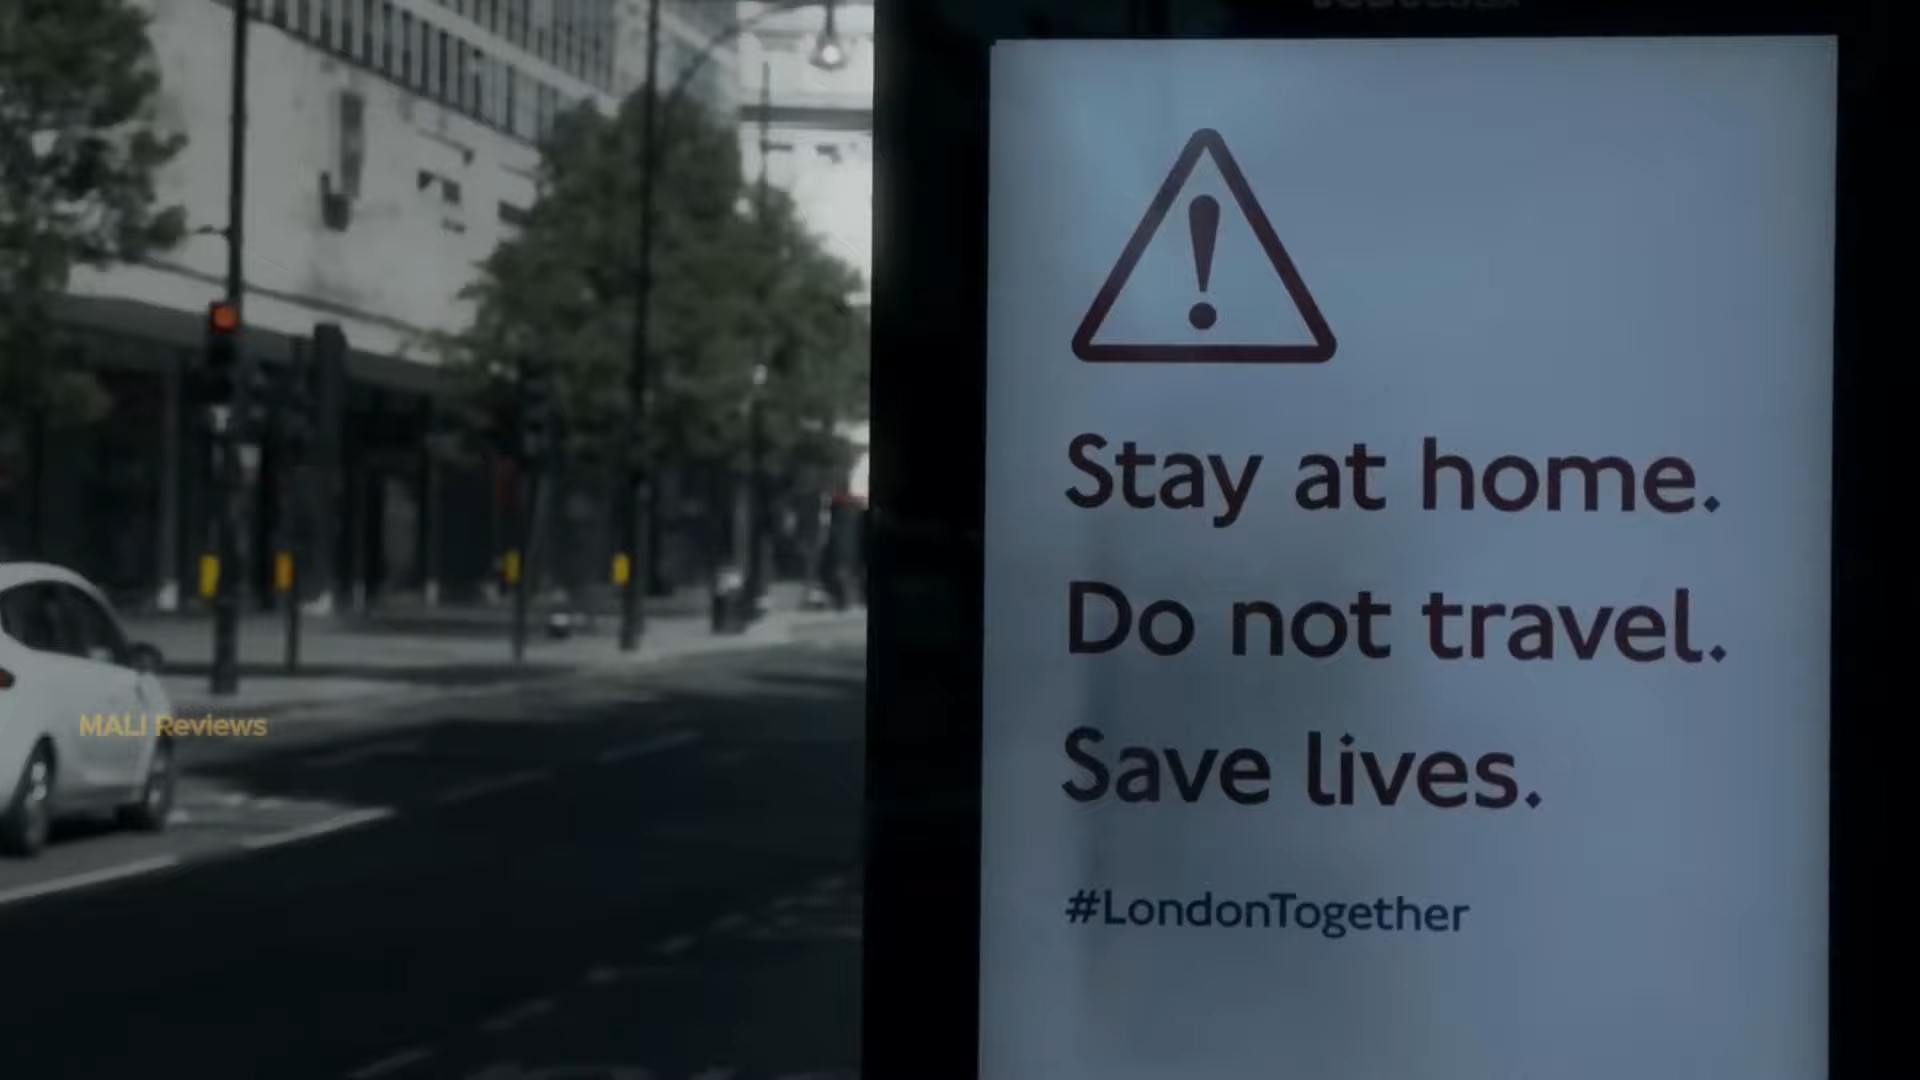 Stay at home.
Do not travel.
Save lives.
#LondonTogether
MALI Reviews